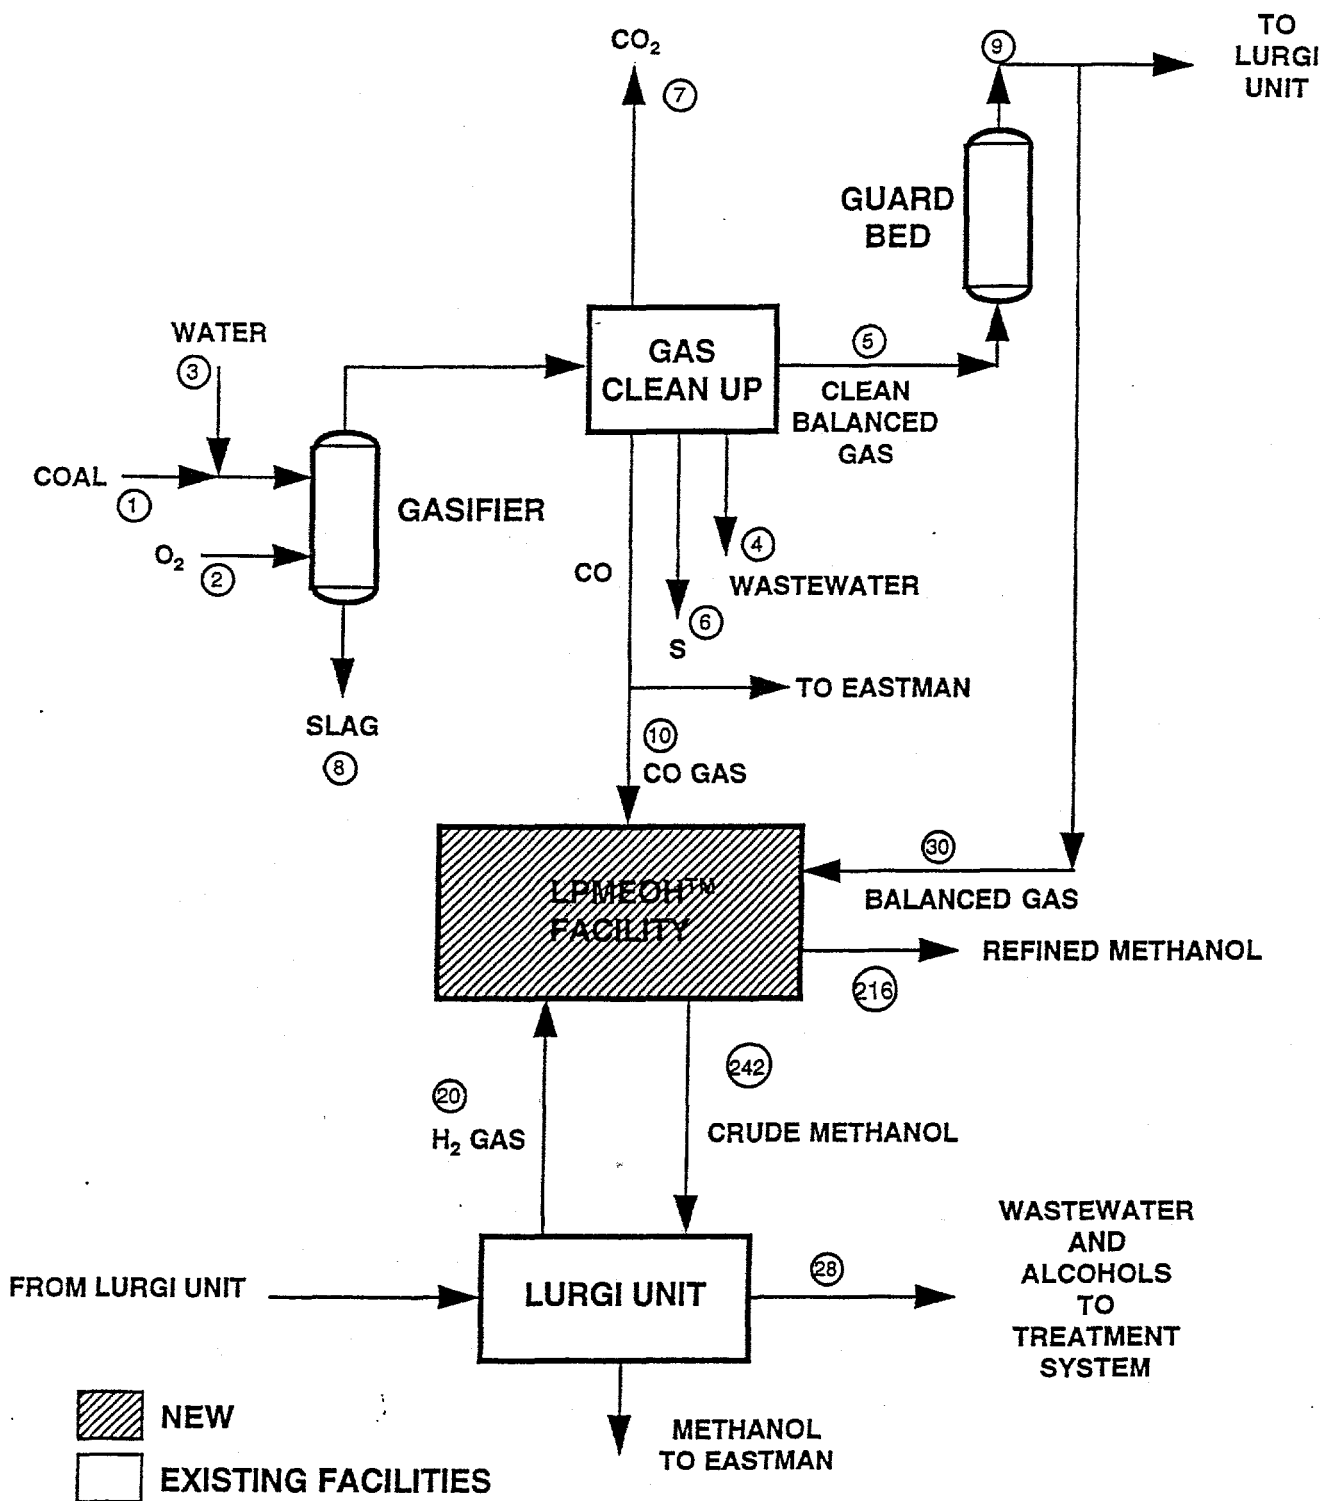 CO₂
7
9
TO
LURGI
UNIT
GUARD
BED
WATER
3
GAS
CLEAN UP
5
CLEAN
BALANCED
GAS
COAL
1
GASIFIER
O₂
2
4
WASTEWATER
CO
6
S
TO EASTMAN
SLAG
8
10
CO GAS
LPMEOH™
FACILITY
30
BALANCED GAS
REFINED METHANOL
216
242
20
H₂ GAS
CRUDE METHANOL
FROM LURGI UNIT
LURGI UNIT
28
WASTEWATER
AND
ALCOHOLS
TO
TREATMENT
SYSTEM
METHANOL
TO EASTMAN
NEW
EXISTING FACILITIES